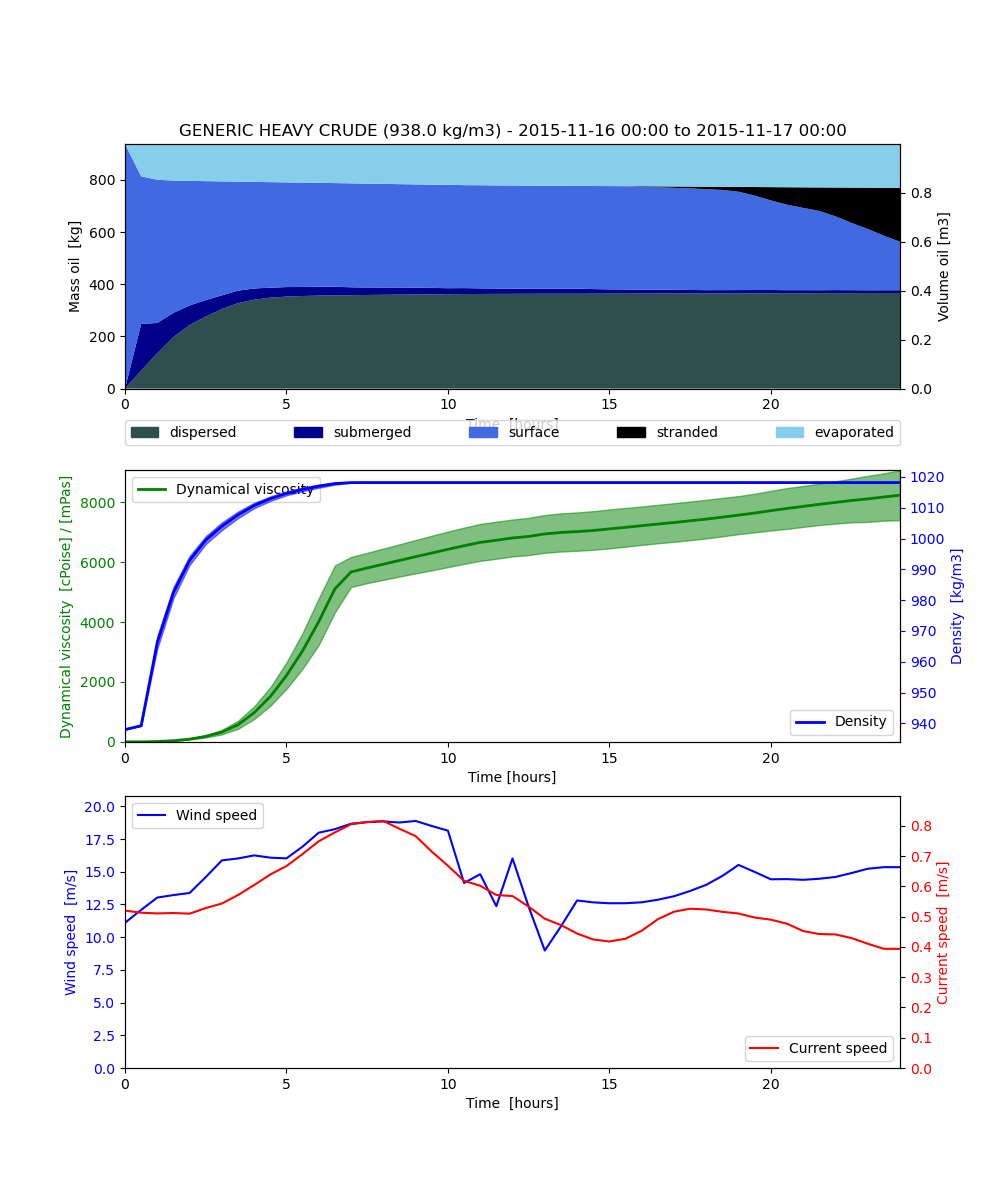 GENERIC HEAVY CRUDE (938.0 kg/m3) - 2015-11-16 00:00 to 2015-11-17 00:00
Mass oil  [kg]
800
600
400
200
0
0.8
0.6
0.4
0.2
0.0
Volume oil [m3]
0 5 10 15 20
Time  [hours]
dispersed submerged surface stranded evaporated
Dynamical viscosity  [cPoise] / [mPas]
8000
6000
4000
2000
0
Dynamical viscosity
1020
1010
1000
990
980
970
960
950
940
Density  [kg/m3]
Density
0 5 10 15 20
Time [hours]
Wind speed  [m/s]
20.0
17.5
15.0
12.5
10.0
7.5
5.0
2.5
0.0
Wind speed
0.8
0.7
0.6
0.5
0.4
0.3
0.2
0.1
0.0
Current speed  [m/s]
Current speed
0 5 10 15 20
Time  [hours]